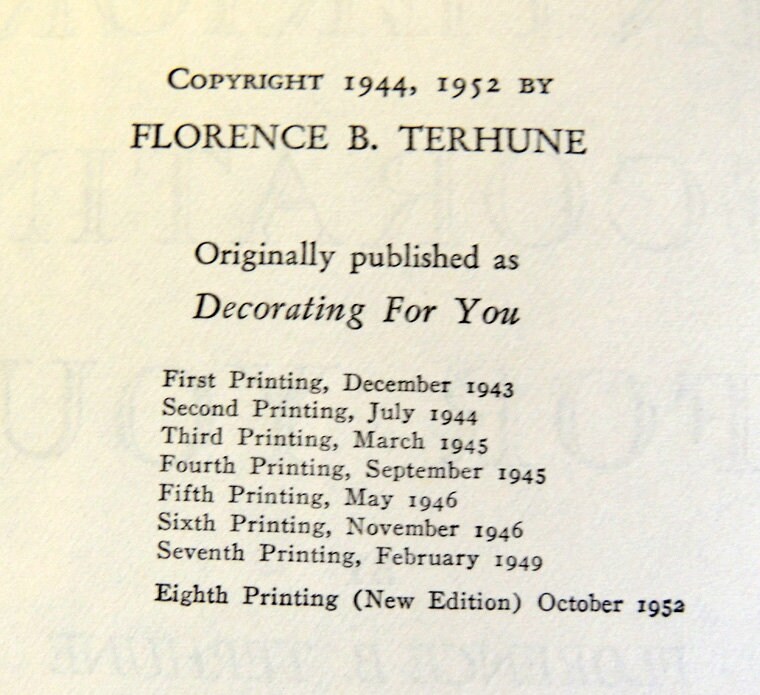 COPYRIGHT 1944, 1952 BY
FLORENCE B. TERHUNE
Originally published as
Decorating For You
First Printing, December 1943
Second Printing, July 1944
Third Printing, March 1945
Fourth Printing, September 1945
Fifth Printing, May 1946
Sixth Printing, November 1946
Seventh Printing, February 1949
Eighth Printing (New Edition) October 1952